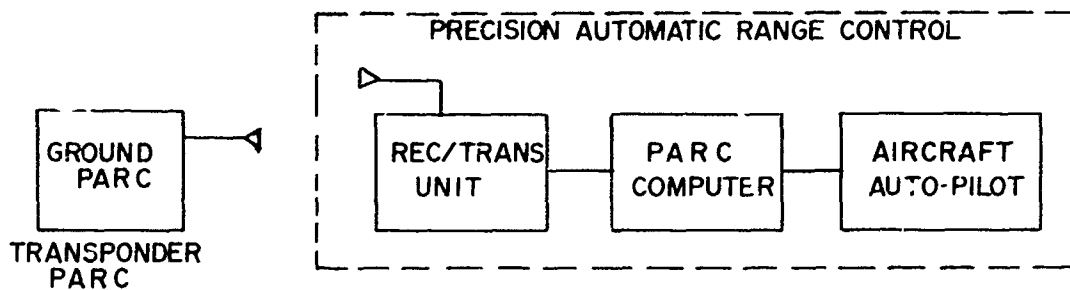 PRECISION AUTOMATIC RANGE CONTROL
GROUND
PARC
TRANSPONDER
PARC
REC/TRANS
UNIT
PARC
COMPUTER
AIRCRAFT
AUTO-PILOT